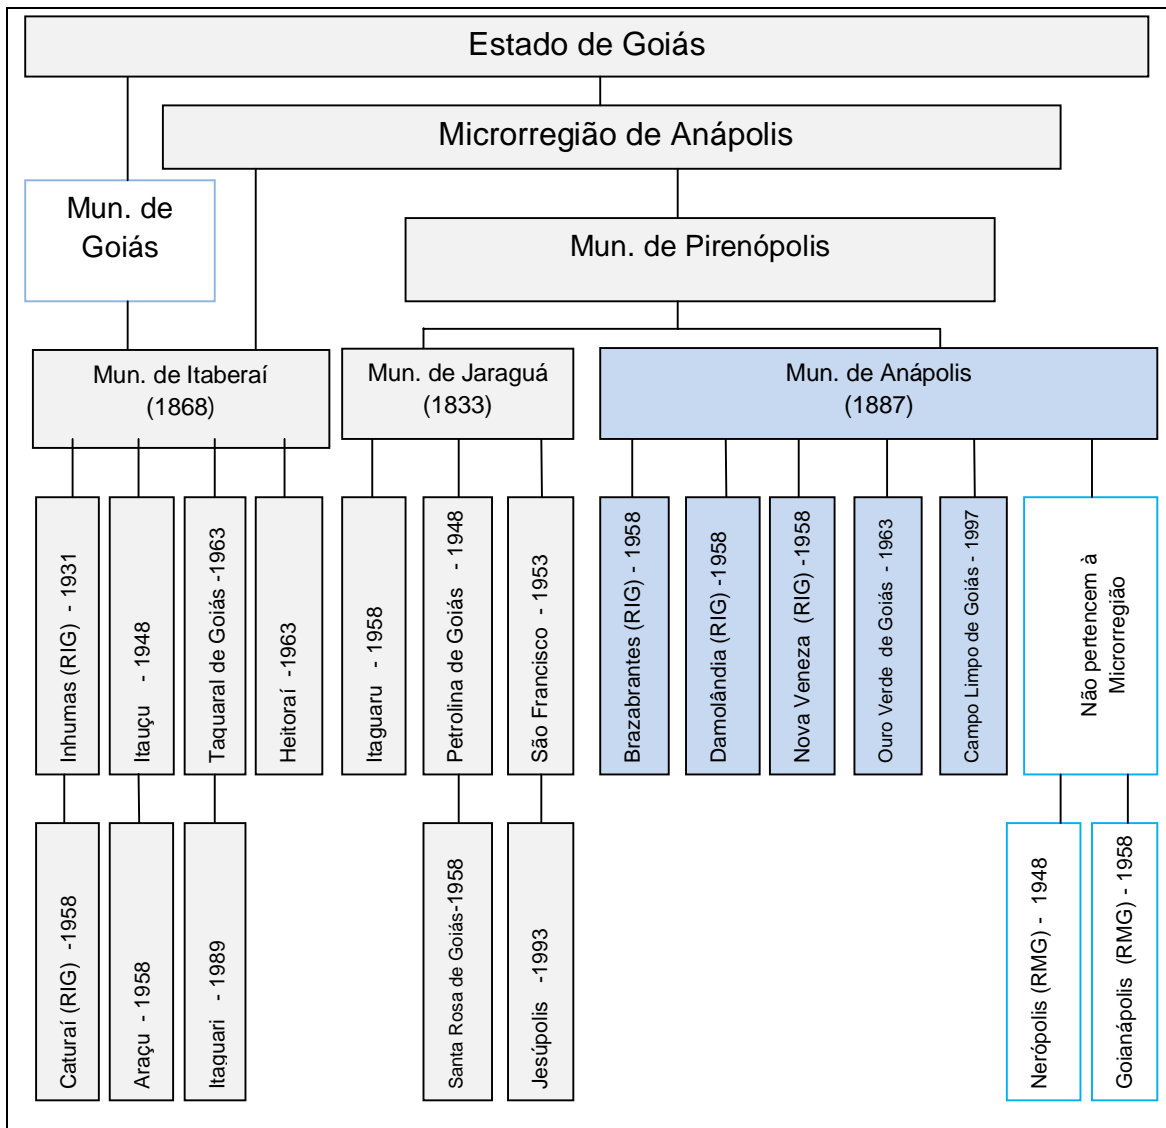 Estado de Goiás
Microrregião de Anápolis
Mun. de
Goiás
Mun. de Pirenópolis
Mun. de Itaberaí
(1868)
Mun. de Jaraguá
(1833)
Mun. de Anápolis
(1887)
Inhumas (RIG) - 1931
Itauçu - 1948
Taquaral de Goiás -1963
Heitoraí -1963
Itaguaru - 1958
Petrolina de Goiás - 1948
São Francisco - 1953
Brazabrantes (RIG) - 1958
Damolândia (RIG) -1958
Nova Veneza (RIG) -1958
Ouro Verde de Goiás - 1963
Campo Limpo de Goiás - 1997
Não pertencem à
Microrregião
Caturaí (RIG) -1958
Araçu - 1958
Itaguari - 1989
Santa Rosa de Goiás-1958
Jesúpolis -1993
Nerópolis (RMG) - 1948
Goianápolis (RMG) - 1958